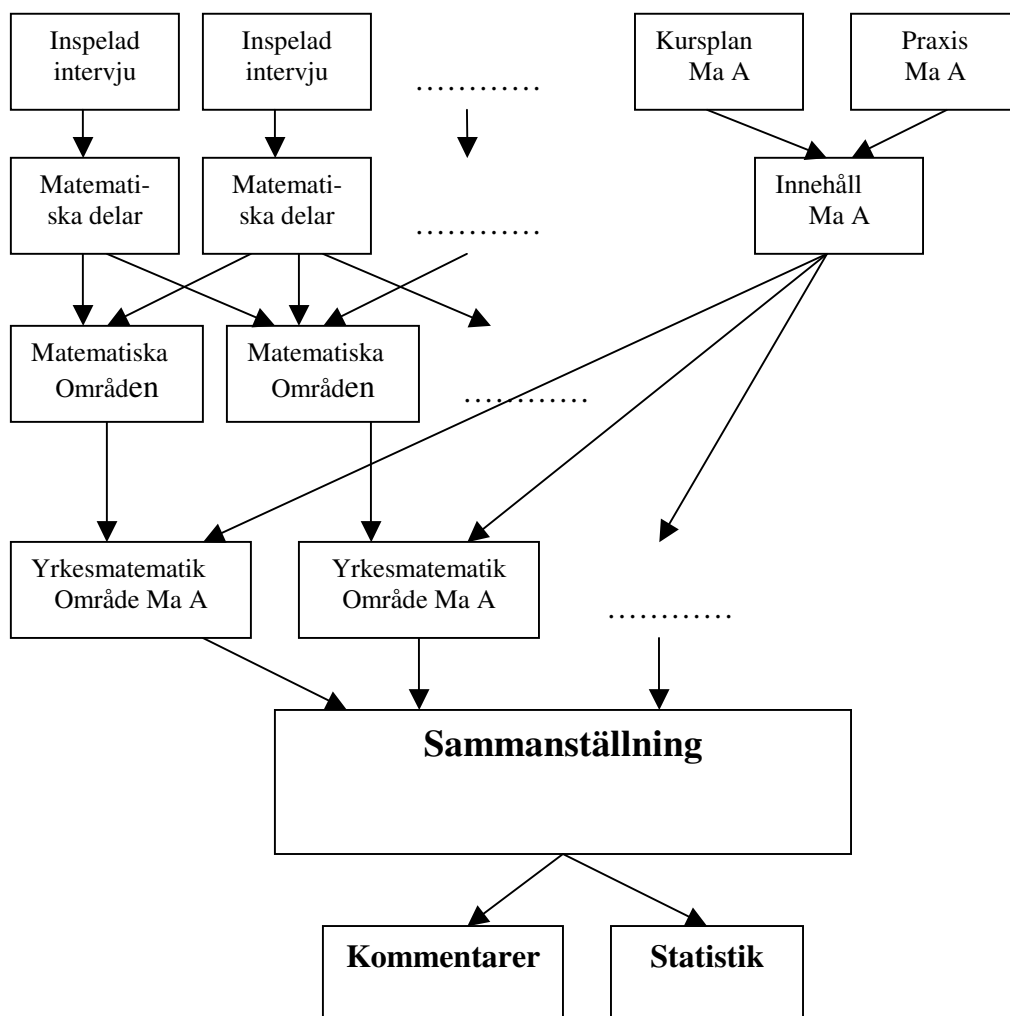 Inspelad
intervju
Inspelad
intervju
…………
Kursplan
Ma A
Praxis
Ma A
Matemati-
ska delar
Matemati-
ska delar
…………
Innehåll
Ma A
Matematiska
Områden
Matematiska
Områden
…………
Yrkesmatematik
Område Ma A
Yrkesmatematik
Område Ma A
…………
Sammanställning
Kommentarer
Statistik